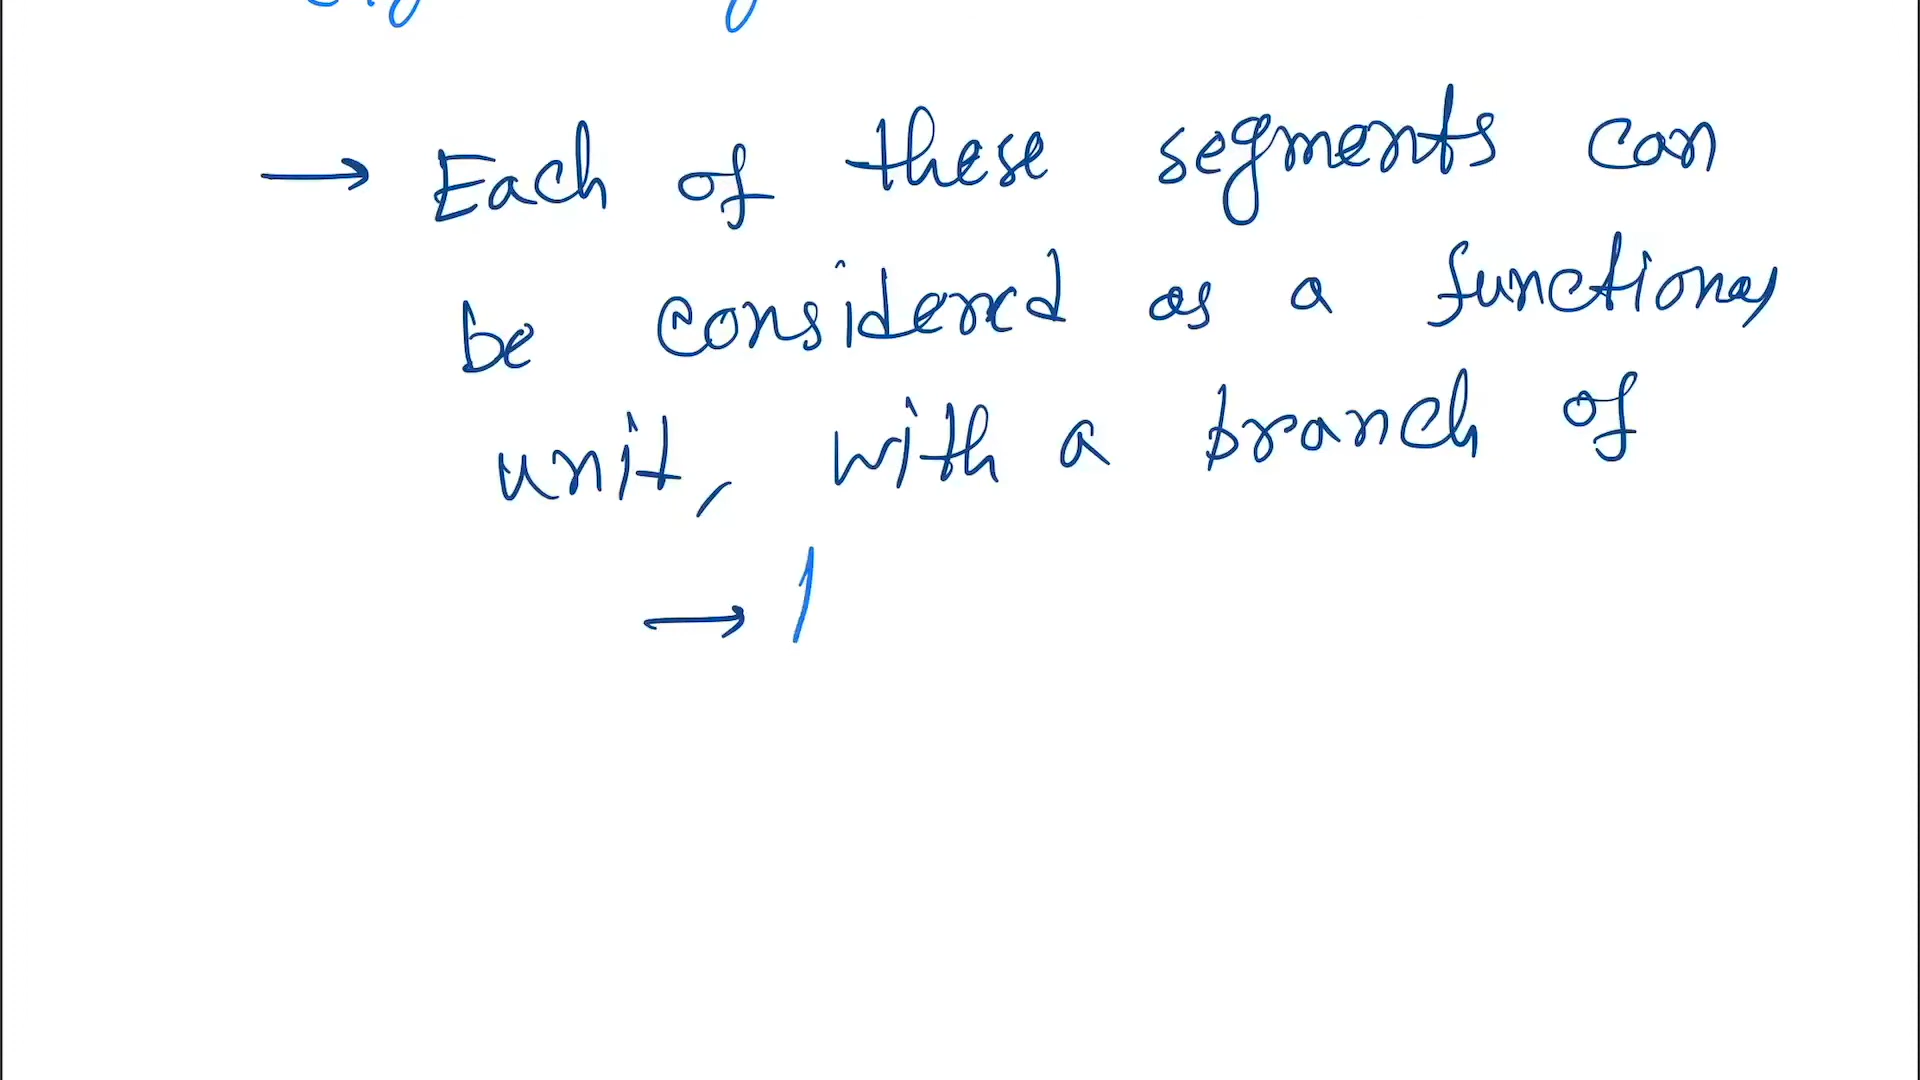 → Each of these segments can
be considered as a functional
unit, with a branch of
→